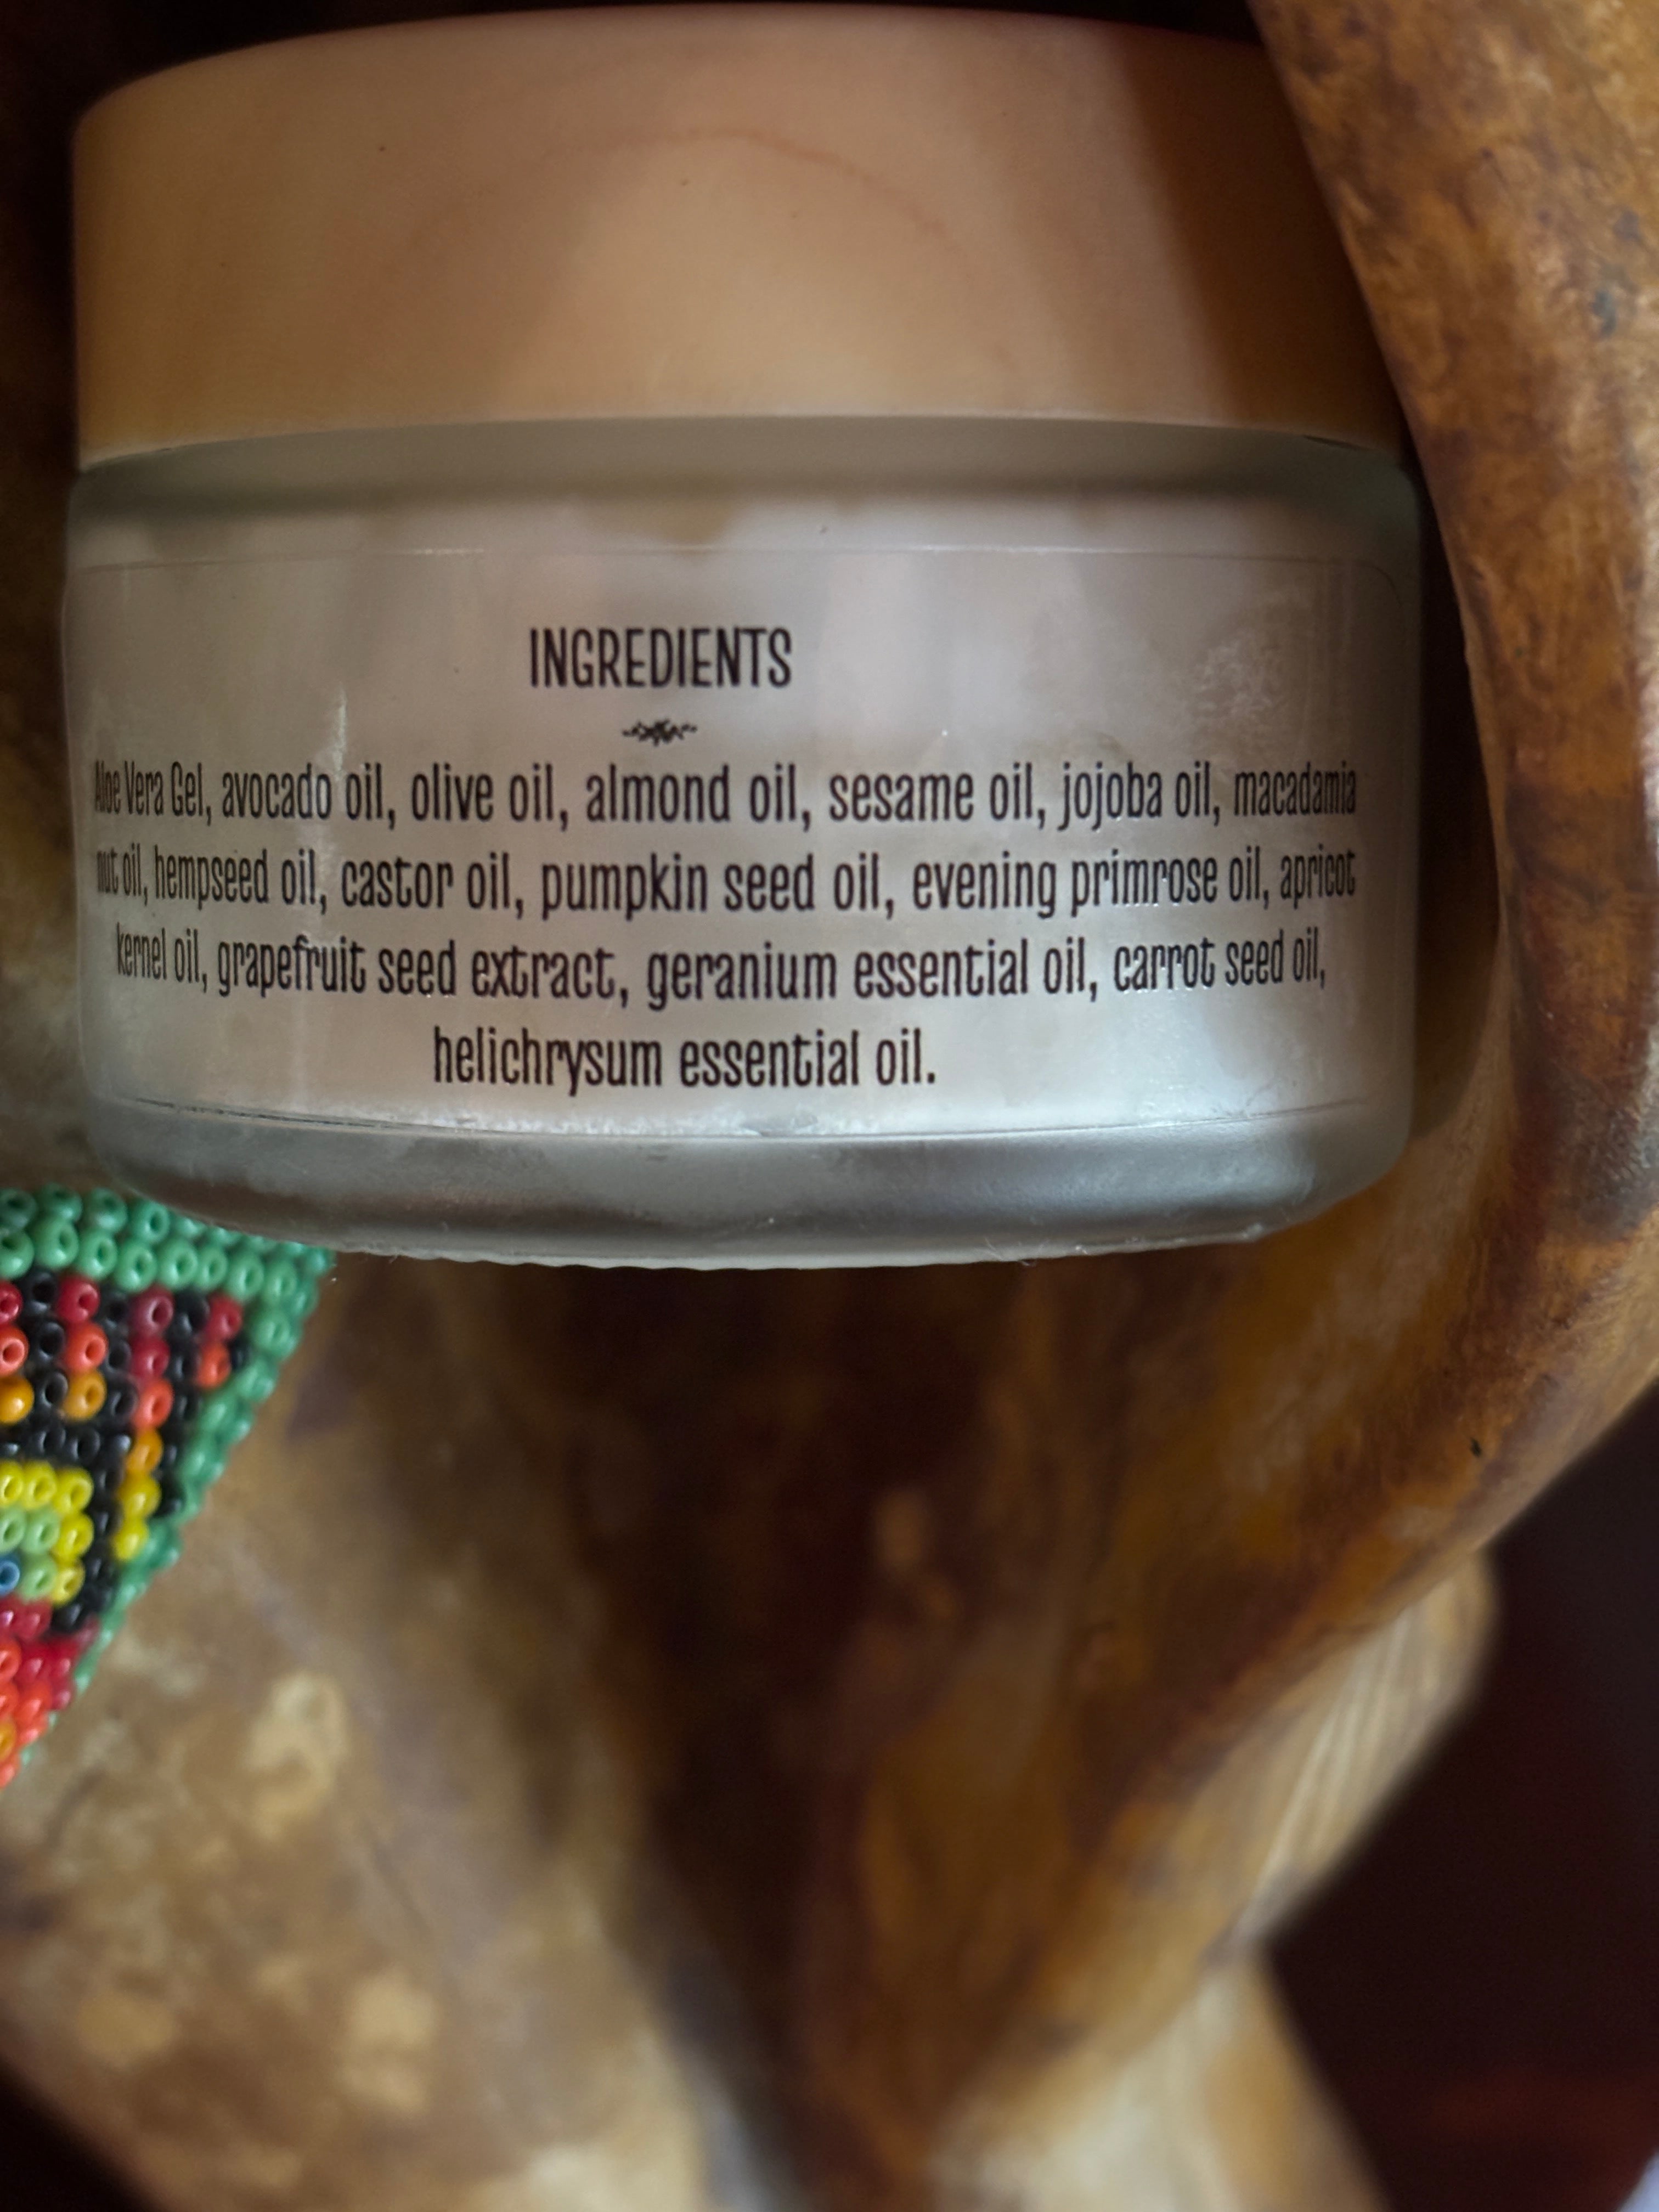 INGREDIENTS
Aloe Vera Gel, avocado oil, olive oil, almond oil, sesame oil, jojoba oil, macadamia
nut oil, hempseed oil, castor oil, pumpkin seed oil, evening primrose oil, apricot
kernel oil, grapefruit seed extract, geranium essential oil, carrot seed oil,
helichrysum essential oil.